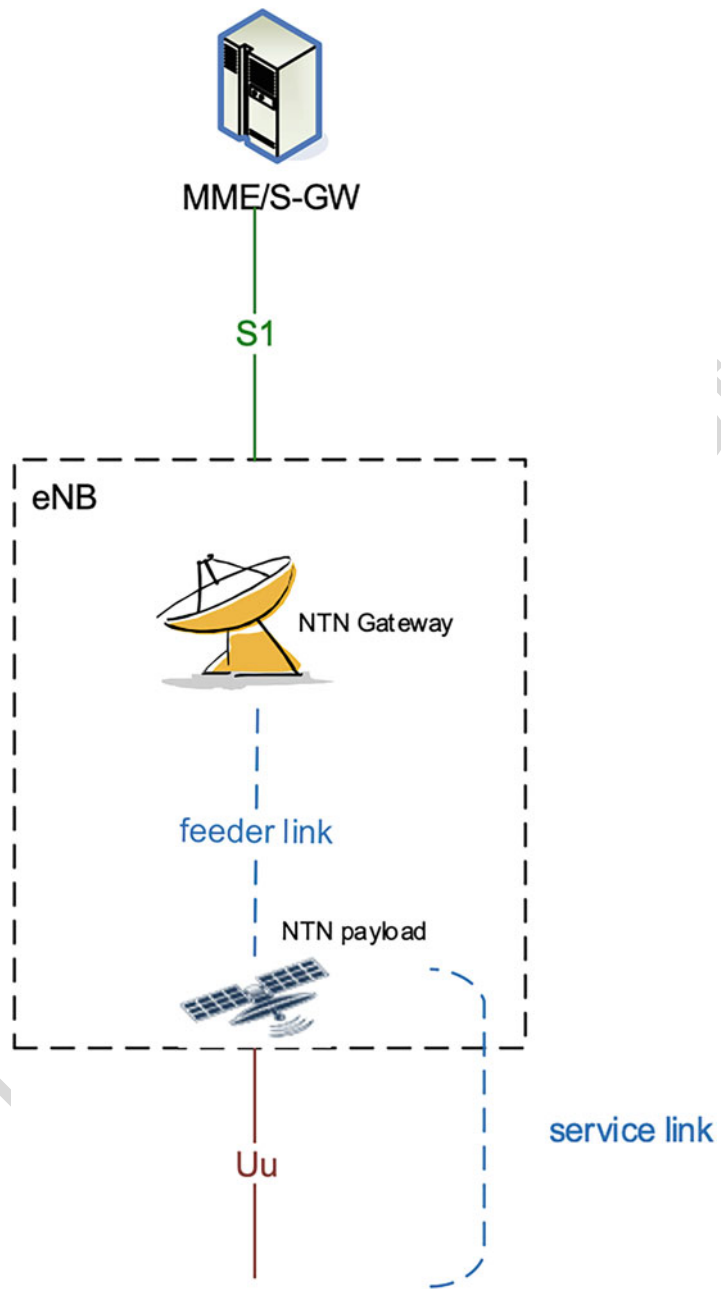 MME/S-GW
S1
eNB
NTN Gateway
feeder link
NTN payload
service link
Uu